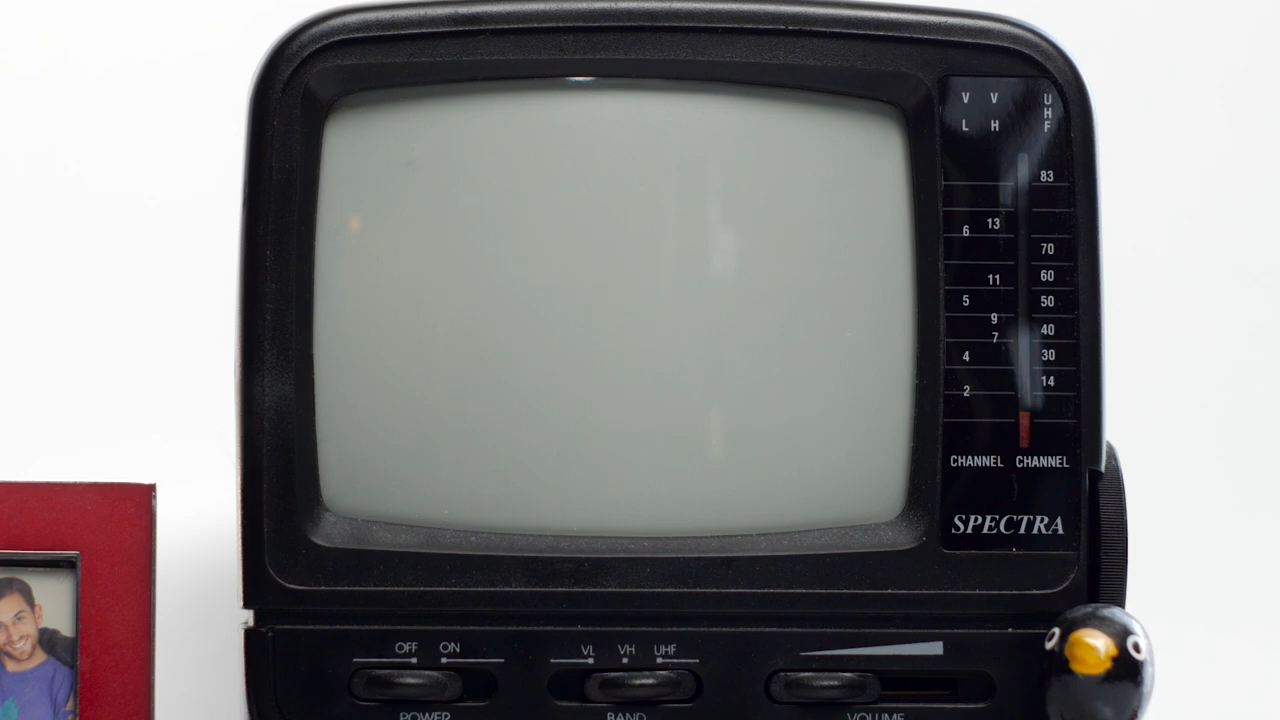 V V U
H
L H F
83
6 13
70
11 60
5 50
9
7 40
4 30
2 14
CHANNEL CHANNEL
SPECTRA
OFF ON VL VH UHF
POWER BAND VOLUME